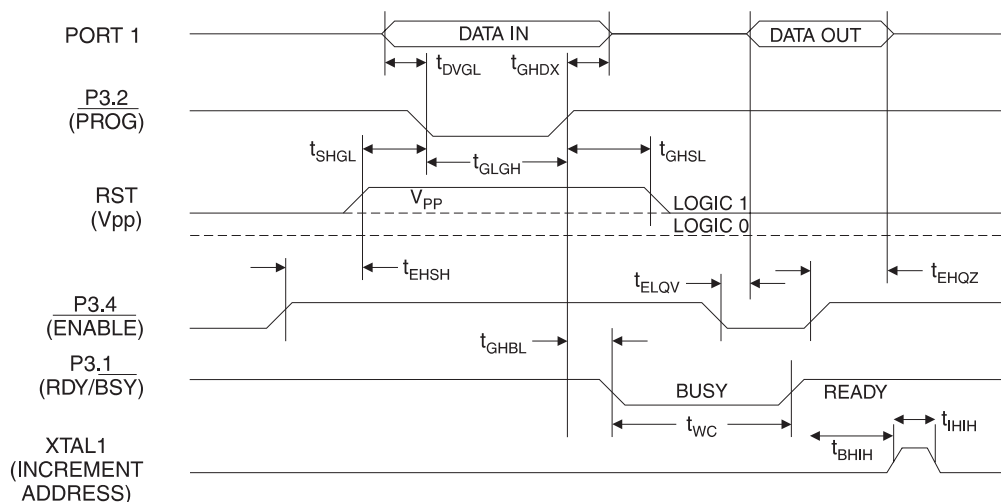 PORT 1
DATA IN
DATA OUT
tDVGL
tGHDX
P3.2
(PROG)
tSHGL
tGLGH
tGHSL
RST
(Vpp)
VPP
LOGIC 1
LOGIC 0
tEHSH
tELQV
tEHQZ
P3.4
(ENABLE)
tGHBL
P3.1
(RDY/BSY)
BUSY
READY
tWC
tBHIH
tIHIH
XTAL1
(INCREMENT
ADDRESS)